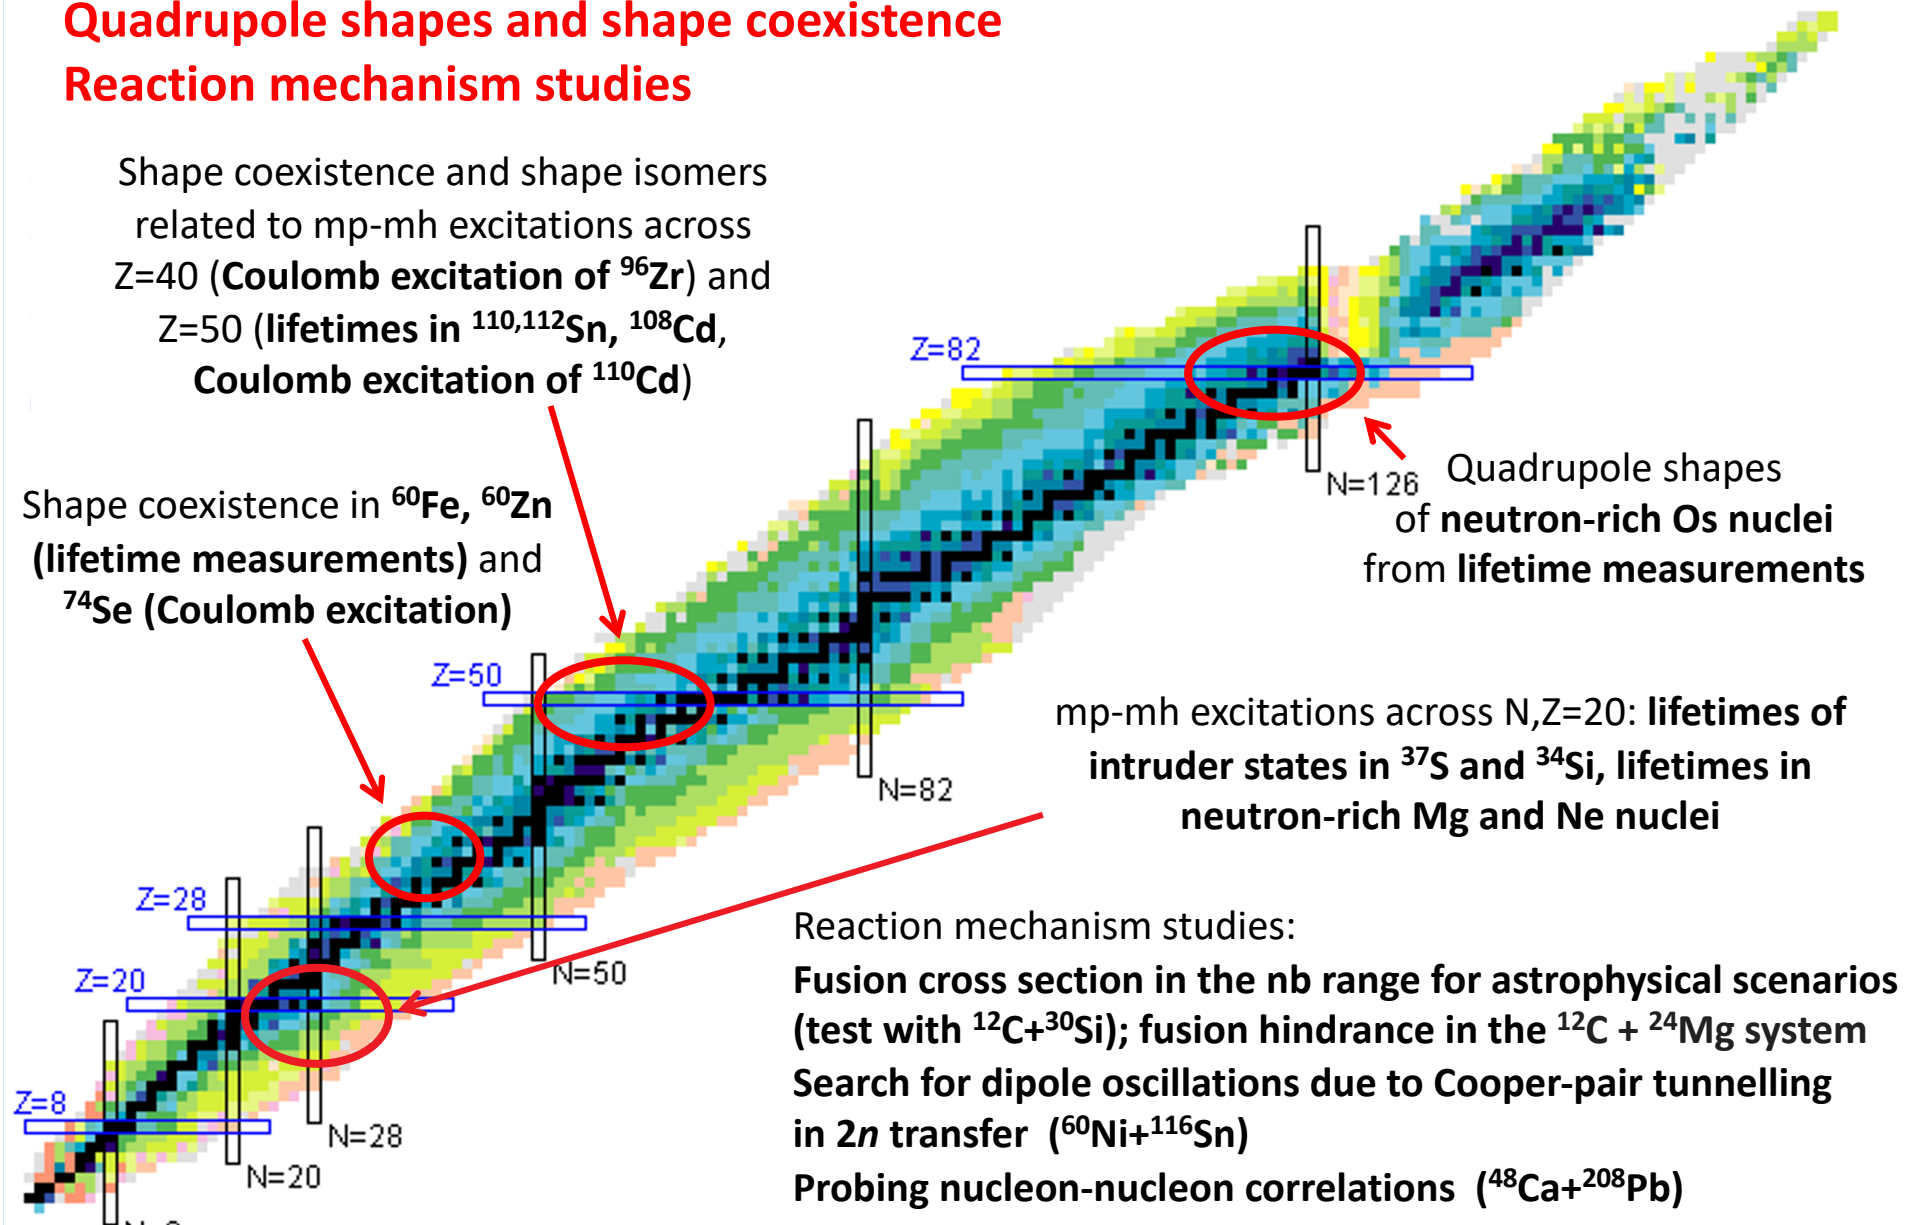 Quadrupole shapes and shape coexistence
Reaction mechanism studies
Shape coexistence and shape isomers
related to mp-mh excitations across
Z=40 (Coulomb excitation of ⁹⁶Zr) and
Z=50 (lifetimes in ¹¹⁰,¹¹²Sn, ¹⁰⁸Cd,
Coulomb excitation of ¹¹⁰Cd)
Z=82
N=126
Quadrupole shapes
of neutron-rich Os nuclei
from lifetime measurements
Shape coexistence in ⁶⁰Fe, ⁶⁰Zn
(lifetime measurements) and
⁷⁴Se (Coulomb excitation)
Z=50
N=82
mp-mh excitations across N,Z=20: lifetimes of
intruder states in ³⁷S and ³⁴Si, lifetimes in
neutron-rich Mg and Ne nuclei
Z=28
N=50
Z=20
N=28
Z=8
N=20
Reaction mechanism studies:
Fusion cross section in the nb range for astrophysical scenarios
(test with ¹²C+³⁰Si); fusion hindrance in the ¹²C + ²⁴Mg system
Search for dipole oscillations due to Cooper-pair tunnelling
in 2n transfer (⁶⁰Ni+¹¹⁶Sn)
Probing nucleon-nucleon correlations (⁴⁸Ca+²⁰⁸Pb)